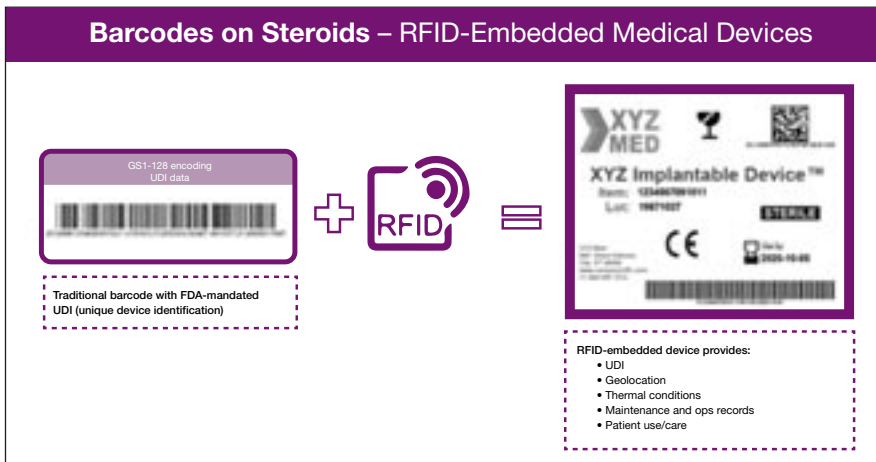 Barcodes on Steroids – RFID-Embedded Medical Devices
GS1-128 encoding
UDI data
Traditional barcode with FDA-mandated
UDI (unique device identification)
RFID
XYZ
MED
XYZ Implantable Device™
Item:
Lot:
STERILE
CE
Use by
RFID-embedded device provides:
• UDI
• Geolocation
• Thermal conditions
• Maintenance and ops records
• Patient use/care